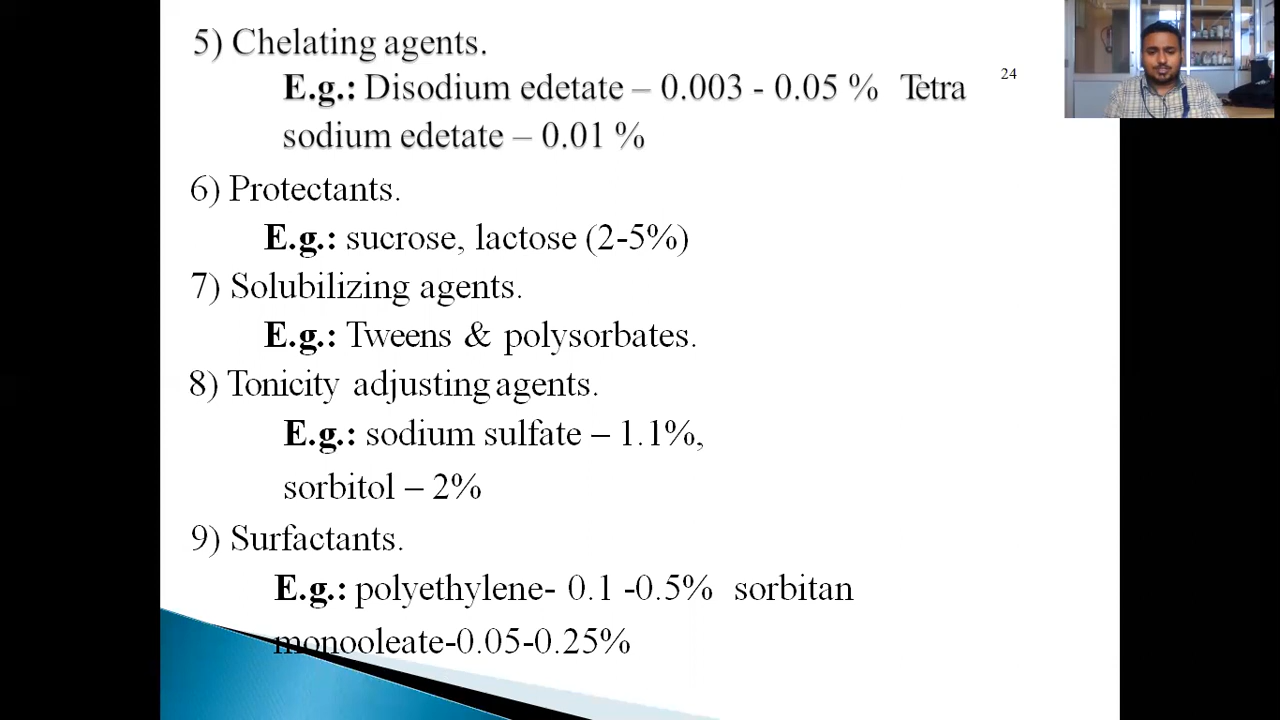 5) Chelating agents.
24
E.g.: Disodium edetate – 0.003 - 0.05 % Tetra
sodium edetate – 0.01 %
6) Protectants.
E.g.: sucrose, lactose (2-5%)
7) Solubilizing agents.
E.g.: Tweens & polysorbates.
8) Tonicity adjusting agents.
E.g.: sodium sulfate – 1.1%,
sorbitol – 2%
9) Surfactants.
E.g.: polyethylene- 0.1 -0.5% sorbitan
monooleate-0.05-0.25%